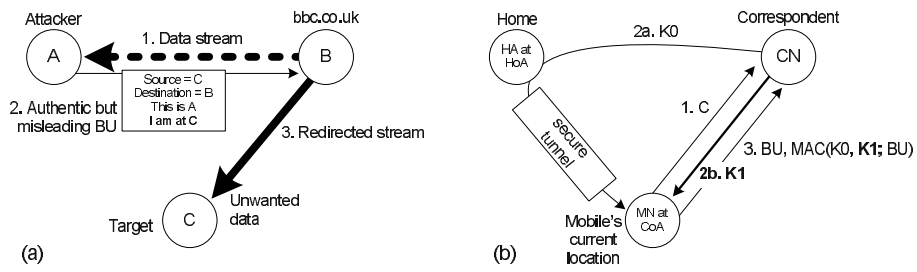 Attacker
bbc.co.uk
A
1. Data stream
B
Source = C
Destination = B
This is A
I am at C
2. Authentic but
misleading BU
3. Redirected stream
Target
C
Unwanted
data
(a)
Home
Correspondent
HA at
HoA
2a. K0
CN
1. C
secure
tunnel
3. BU, MAC(K0, K1; BU)
2b. K1
Mobile's
current
location
MN at
CoA
(b)